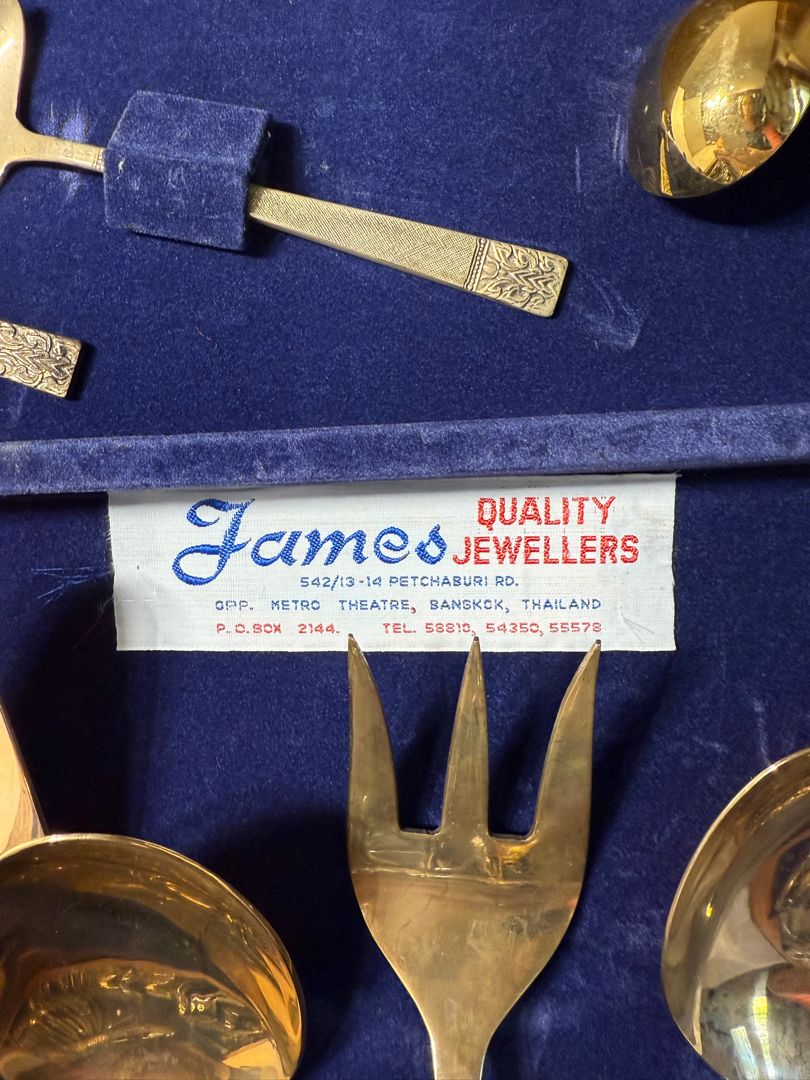 James QUALITY JEWELLERS
542/13-14 PETCHABURI RD.
OPP. METRO THEATRE, BANGKOK, THAILAND
P.O.BOX 2144. TEL. 58810, 54350, 55578